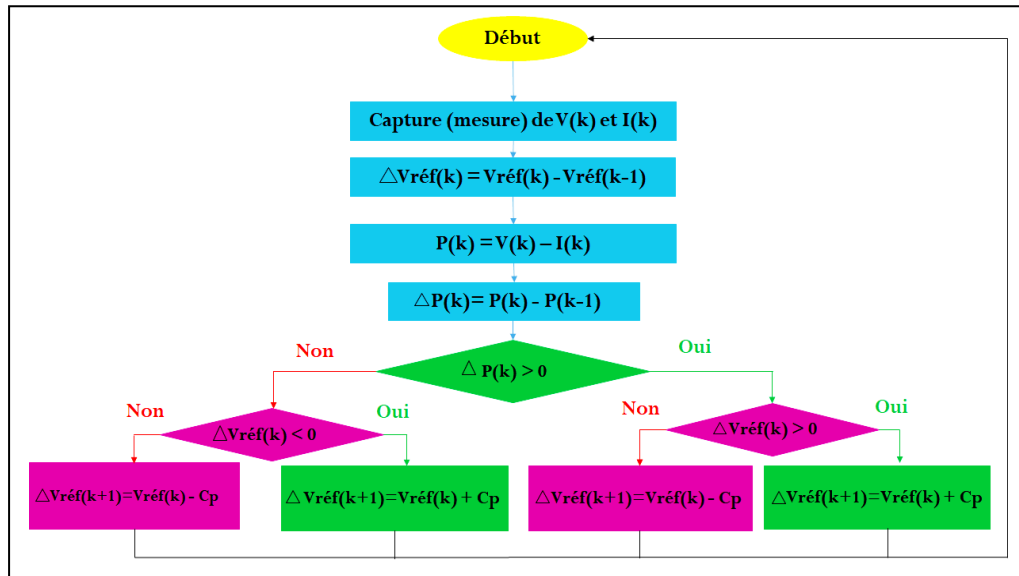 Début
Capture (mesure) de V(k) et I(k)
△Vréf(k) = Vréf(k) - Vréf(k-1)
P(k) = V(k) – I(k)
△P(k)= P(k) - P(k-1)
Non
Oui
△ P(k) > 0
Non
Oui
Non
Oui
△Vréf(k) < 0
△Vréf(k) > 0
△Vréf(k+1)=Vréf(k) - Cp
△Vréf(k+1)=Vréf(k) + Cp
△Vréf(k+1)=Vréf(k) - Cp
△Vréf(k+1)=Vréf(k) + Cp